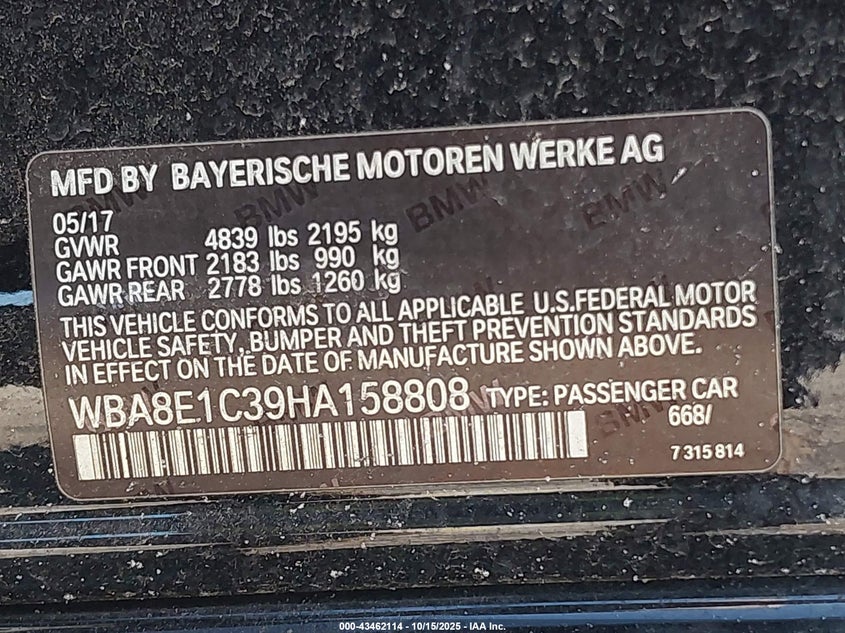 MFD BY BAYERISCHE MOTOREN WERKE AG
05/17
GVWR 4839 lbs 2195 kg
GAWR FRONT 2183 lbs 990 kg
GAWR REAR 2778 lbs 1260 kg
THIS VEHICLE CONFORMS TO ALL APPLICABLE U.S.FEDERAL MOTOR
VEHICLE SAFETY, BUMPER AND THEFT PREVENTION STANDARDS
IN EFFECT ON THE DATE OF MANUFACTURE SHOWN ABOVE.
WBA8E1C39HA158808 TYPE: PASSENGER CAR
668/
7 315 814
BMW BMW BMW
000-43462114 - 10/15/2025 - IAA Inc.